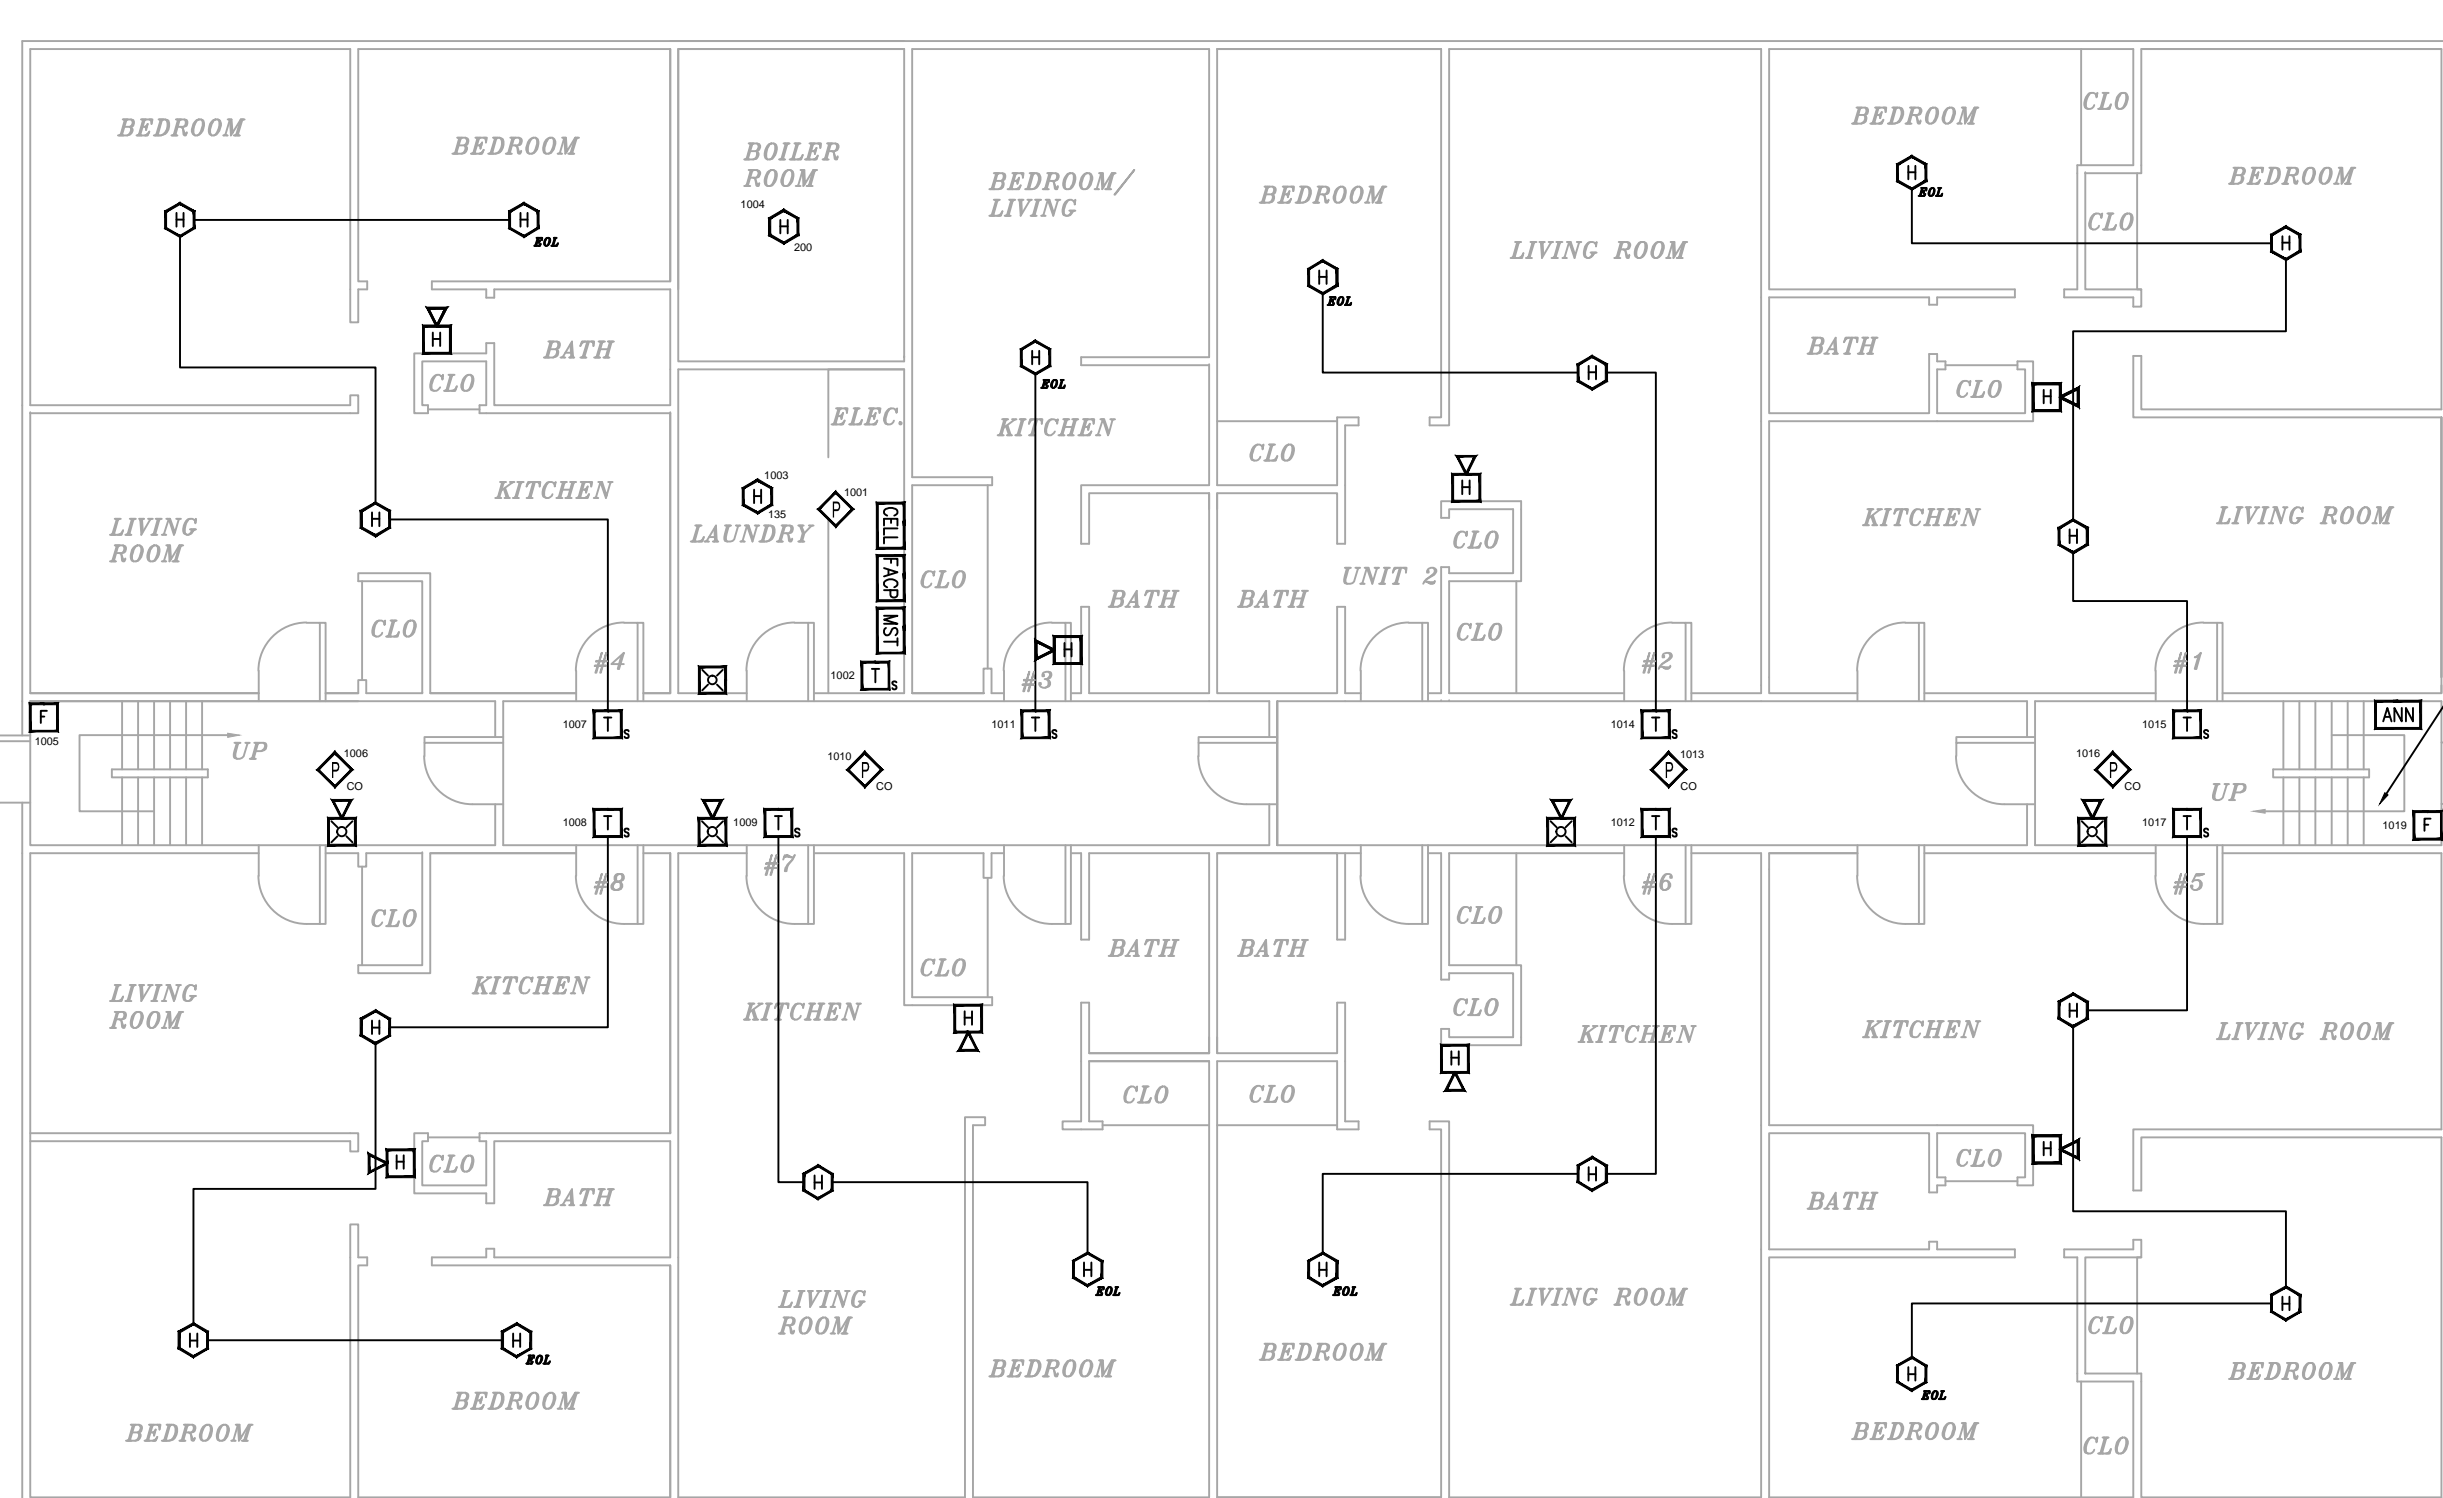 BEDROOM
BEDROOM
BOILER
ROOM
1004
H
200
BEDROOM/
LIVING
BEDROOM
LIVING ROOM
BEDROOM
CLO
H
EOL
CLO
BEDROOM
H
H
H
EOL
H
EOL
H
BATH
CLO
H
EOL
KITCHEN
H
BATH
CLO
H
ELEC.
CLO
H
LIVING
ROOM
H
KITCHEN
1003
H
135
LAUNDRY
1001
P
CELL
FACP
MST
CLO
BATH
BATH
UNIT 2
CLO
CLO
KITCHEN
H
LIVING ROOM
CLO
#4
1002
T
S
H
#3
#2
#1
F
1005
UP
1006
P
CO
1007
T
S
1010
P
CO
1011
T
S
1014
T
S
1013
P
CO
1015
T
S
1016
P
CO
ANN
UP
1008
T
S
1009
T
S
1012
T
S
1017
T
S
1019
F
#8
#7
#6
#5
CLO
LIVING
ROOM
KITCHEN
H
KITCHEN
CLO
H
BATH
BATH
CLO
CLO
H
KITCHEN
KITCHEN
H
LIVING ROOM
H
CLO
BATH
CLO
CLO
H
H
H
CLO
BATH
H
H
EOL
LIVING
ROOM
H
EOL
BEDROOM
H
EOL
BEDROOM
LIVING ROOM
H
CLO
BEDROOM
H
EOL
BEDROOM
BEDROOM
BEDROOM
CLO